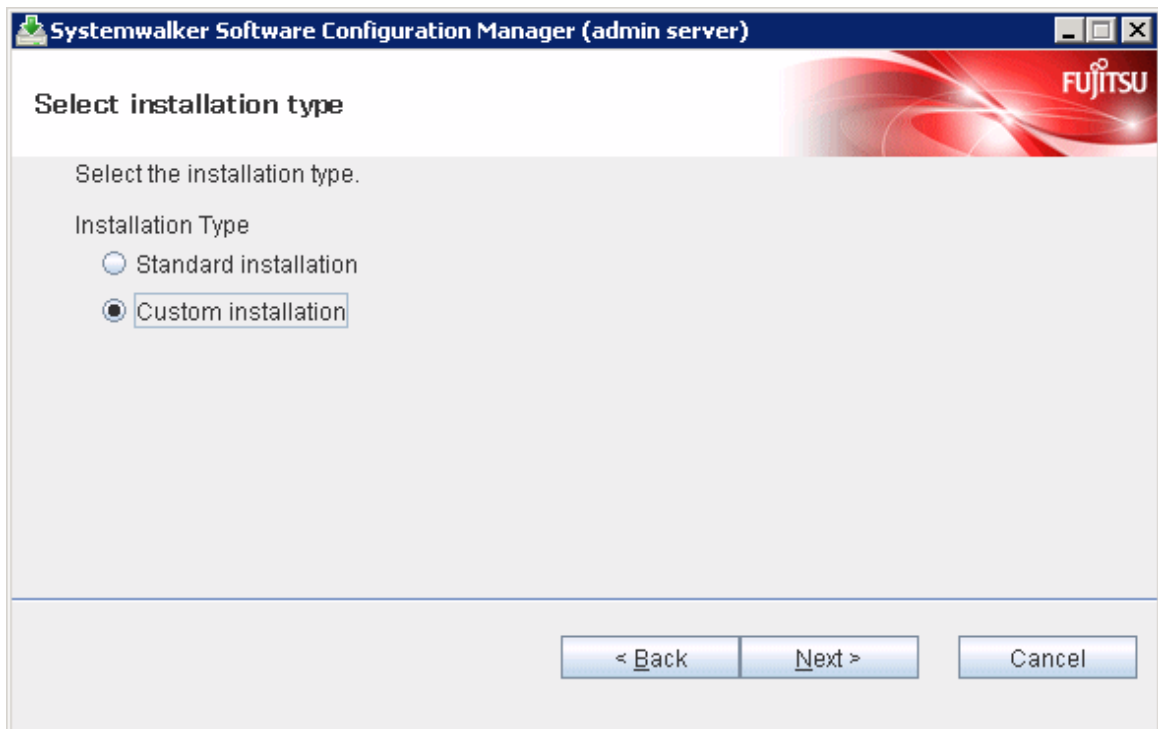 Systemwalker Software Configuration Manager (admin server)
Select installation type
FUJITSU
Select the installation type.
Installation Type
Standard installation
Custom installation
< Back
Next >
Cancel